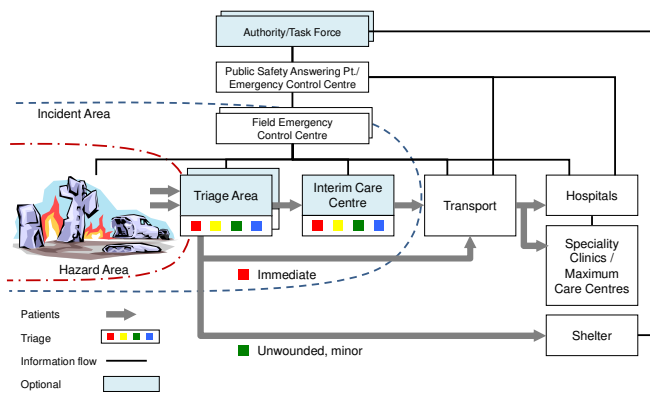 Authority/Task Force
Public Safety Answering Pt./
Emergency Control Centre
Incident Area
Field Emergency
Control Centre
Triage Area
Interim Care
Centre
Transport
Hospitals
Speciality
Clinics /
Maximum
Care Centres
Hazard Area
Immediate
Patients
Triage
Shelter
Unwounded, minor
Information flow
Optional